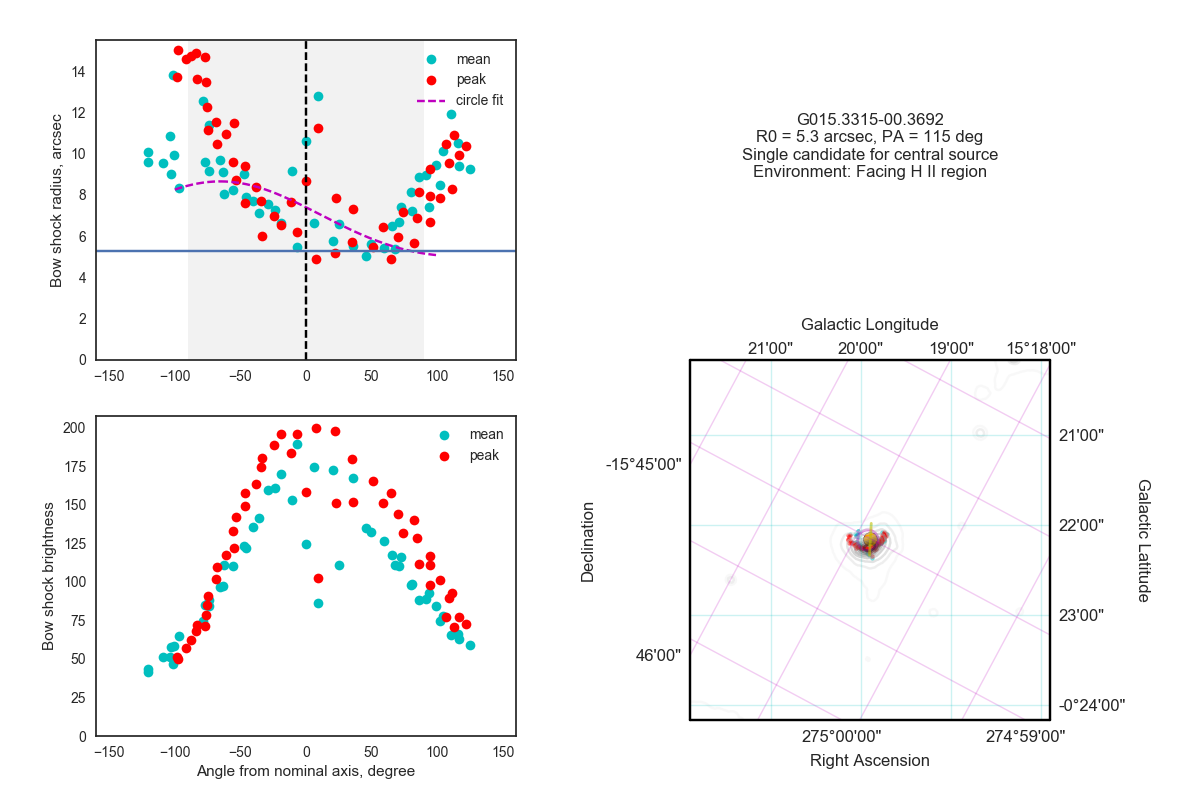 Bow shock radius, arcsec
14
12
10
8
6
4
2
0
−150
−100
−50
0
50
100
150
mean
peak
circle fit
G015.3315-00.3692
R0 = 5.3 arcsec, PA = 115 deg
Single candidate for central source
Environment: Facing H II region
Bow shock brightness
200
175
150
125
100
75
50
25
0
−150
−100
−50
0
50
100
150
mean
peak
Angle from nominal axis, degree
Galactic Longitude
21'00"
20'00"
19'00"
15°18'00"
-15°45'00"
46'00"
Declination
21'00"
22'00"
23'00"
-0°24'00"
Galactic Latitude
275°00'00"
274°59'00"
Right Ascension